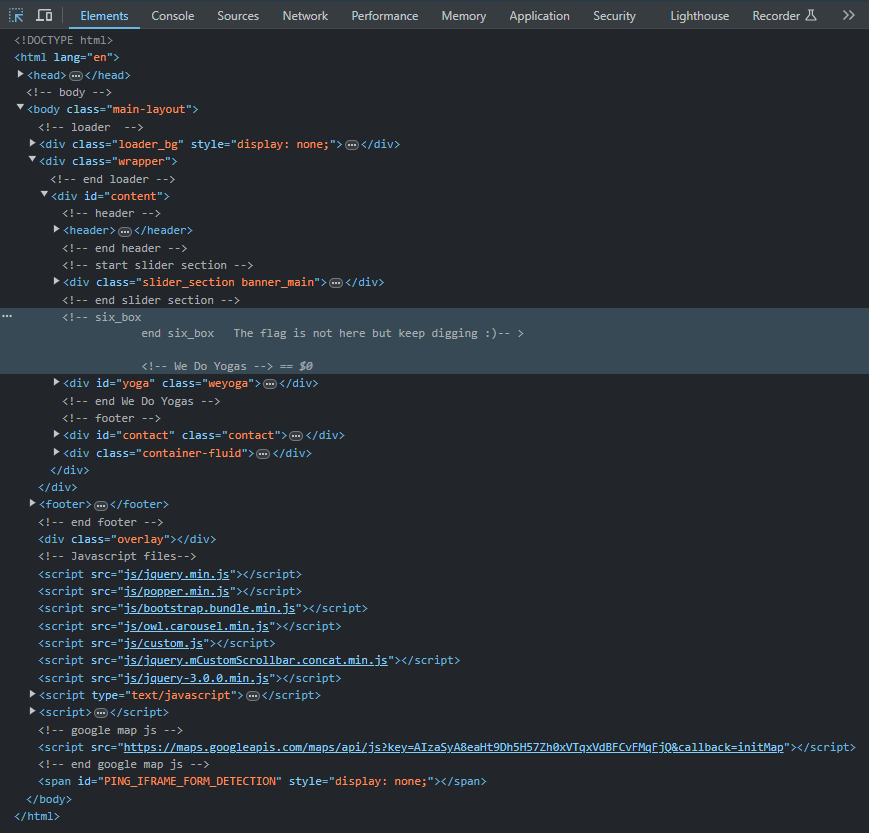 Elements Console Sources Network Performance Memory Application Security Lighthouse Recorder
<!DOCTYPE html>
<html lang="en">
<head>…</head>
<!-- body -->
<body class="main-layout">
<!-- loader  -->
<div class="loader_bg" style="display: none;">…</div>
<div class="wrapper">
<!-- end loader -->
<div id="content">
<!-- header -->
<header>…</header>
<!-- end header -->
<!-- start slider section -->
<div class="slider_section banner_main">…</div>
<!-- end slider section -->
<!-- six_box
end six_box   The flag is not here but keep digging :)-- >
<!-- We Do Yogas --> == $0
<div id="yoga" class="weyoga">…</div>
<!-- end We Do Yogas -->
<!-- footer -->
<div id="contact" class="contact">…</div>
<div class="container-fluid">…</div>
</div>
</div>
<footer>…</footer>
<!-- end footer -->
<div class="overlay"></div>
<!-- Javascript files-->
<script src="js/jquery.min.js"></script>
<script src="js/popper.min.js"></script>
<script src="js/bootstrap.bundle.min.js"></script>
<script src="js/owl.carousel.min.js"></script>
<script src="js/custom.js"></script>
<script src="js/jquery.mCustomScrollbar.concat.min.js"></script>
<script src="js/jquery-3.0.0.min.js"></script>
<script type="text/javascript">…</script>
<script>…</script>
<!-- google map js -->
<script src="https://maps.googleapis.com/maps/api/js?key=AIzaSyA8eaHt9Dh5H57Zh0xVTqxVdBFCvFMqFjQ&callback=initMap"></script>
<!-- end google map js -->
<span id="PING_IFRAME_FORM_DETECTION" style="display: none;"></span>
</body>
</html>